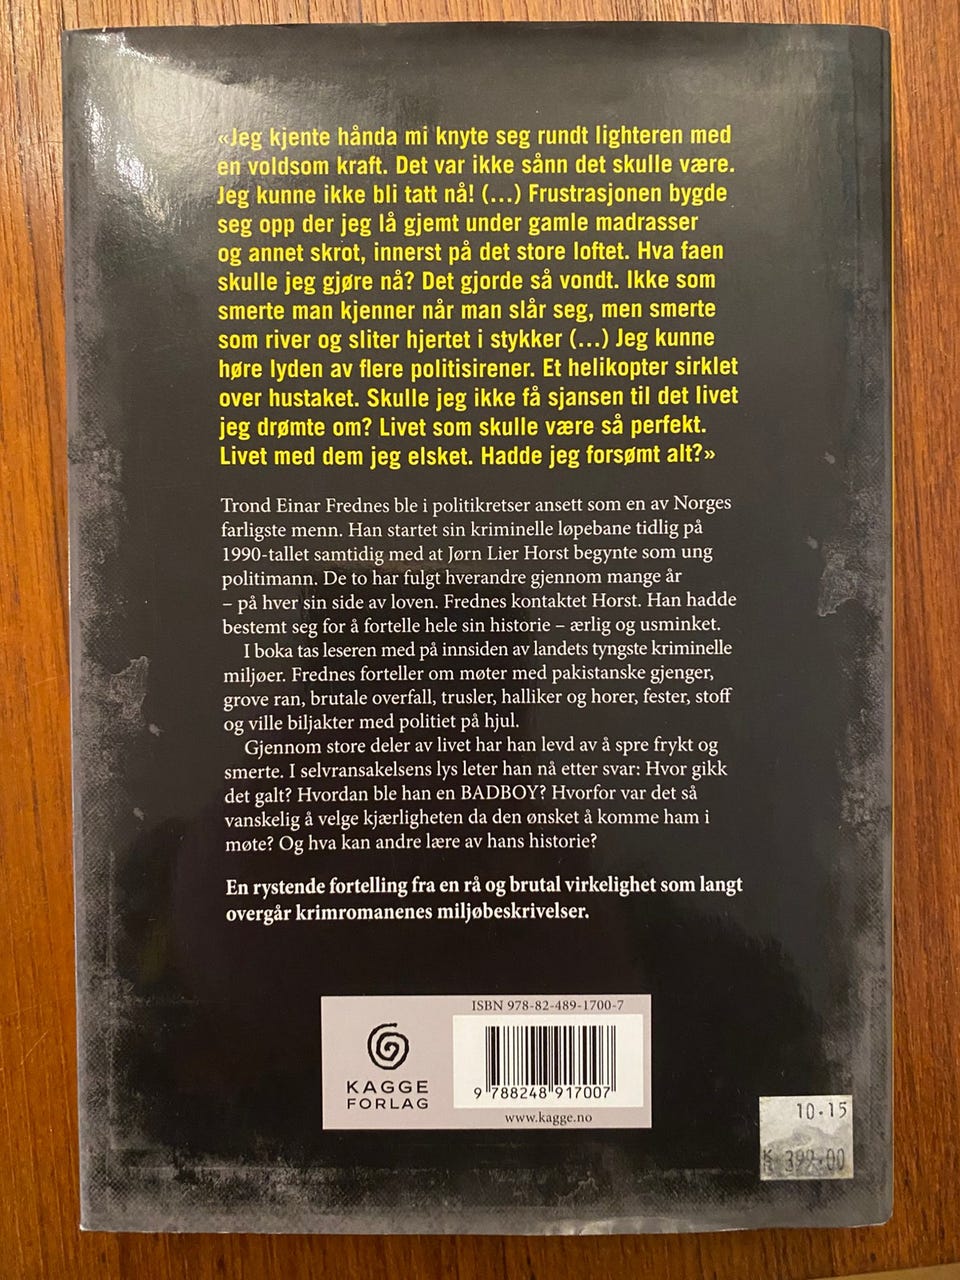 «Jeg kjente hånda mi knyte seg rundt lighteren med
en voldsom kraft. Det var ikke sånn det skulle være.
Jeg kunne ikke bli tatt nå! (...) Frustrasjonen bygde
seg opp der jeg lå gjemt under gamle madrasser
og annet skrot, innerst på det store loftet. Hva faen
skulle jeg gjøre nå? Det gjorde så vondt. Ikke som
smerte man kjenner når man slår seg, men smerte
som river og sliter hjertet i stykker (...) Jeg kunne
høre lyden av flere politisirener. Et helikopter sirklet
over hustaket. Skulle jeg ikke få sjansen til det livet
jeg drømte om? Livet som skulle være så perfekt.
Livet med dem jeg elsket. Hadde jeg forsømt alt?»
Trond Einar Frednes ble i politikretser ansett som en av Norges
farligste menn. Han startet sin kriminelle løpebane tidlig på
1990-tallet samtidig med at Jørn Lier Horst begynte som ung
politimann. De to har fulgt hverandre gjennom mange år
– på hver sin side av loven. Frednes kontaktet Horst. Han hadde
bestemt seg for å fortelle hele sin historie – ærlig og usminket.
I boka tas leseren med på innsiden av landets tyngste kriminelle
miljøer. Frednes forteller om møter med pakistanske gjenger,
grove ran, brutale overfall, trusler, halliker og horer, fester, stoff
og ville biljakter med politiet på hjul.
Gjennom store deler av livet har han levd av å spre frykt og
smerte. I selvransakelsens lys leter han nå etter svar: Hvor gikk
det galt? Hvordan ble han en BADBOY? Hvorfor var det så
vanskelig å velge kjærligheten da den ønsket å komme ham i
møte? Og hva kan andre lære av hans historie?
En rystende fortelling fra en rå og brutal virkelighet som langt
overgår krimromanenes miljøbeskrivelser.
ISBN 978-82-489-1700-7
KAGGE
FORLAG
9 788248 917007
www.kagge.no
10.15
K 399.00